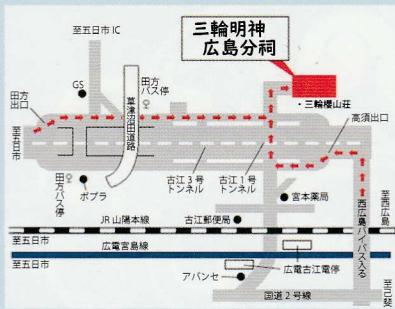 三輪明神
広島分祠
至五日市IC
・三輪櫻山荘
田方
出口
GS
田方
バス停
草津沼田道路
高須出口
至五日市
古江3号
トンネル
古江1号
トンネル
田方
バス停
ポプラ
宮本薬局
至西広島
西広島バイパス入る
JR山陽本線
古江郵便局
至五日市
広電宮島線
至五日市
広電古江電停
アバンセ
国道2号線
至己斐